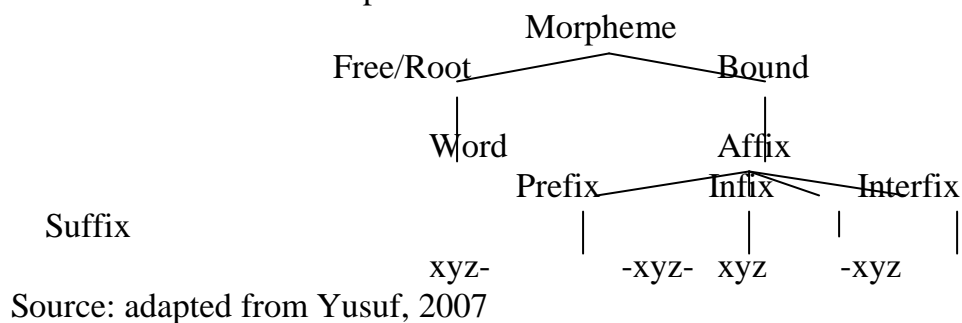 Morpheme
Free/Root Bound
Word Affix
Prefix Infix Interfix
Suffix
xyz- -xyz- xyz -xyz
Source: adapted from Yusuf, 2007